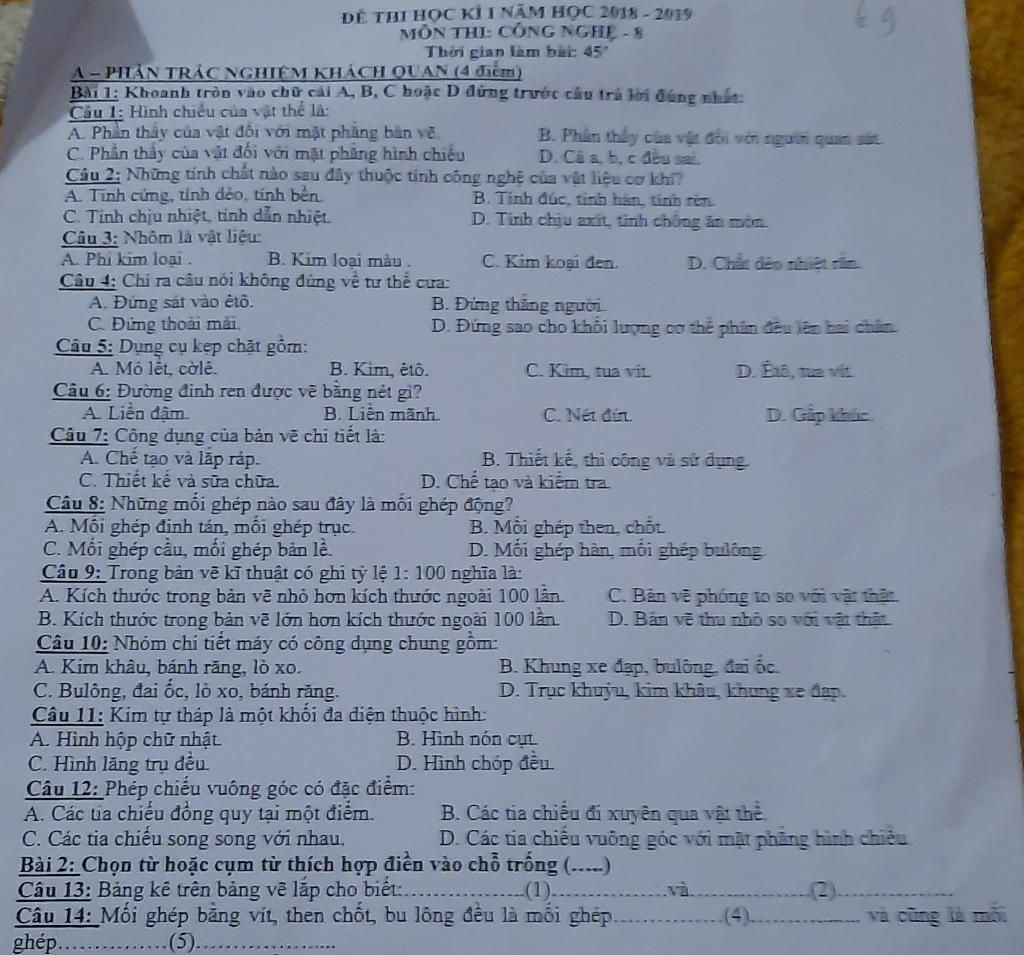 ĐỀ THI HỌC KÌ I NĂM HỌC 2018 - 2019
MÔN THI: CÔNG NGHỆ - 8
Thời gian làm bài: 45'
A – PHẦN TRẮC NGHIỆM KHÁCH QUAN (4 điểm)
Bài 1: Khoanh tròn vào chữ cái A, B, C hoặc D đứng trước câu trả lời đúng nhất:
Câu 1: Hình chiếu của vật thể là:
A. Phần thấy của vật đối với mặt phẳng bản vẽ. B. Phần thấy của vật đối với người quan sát.
C. Phần thấy của vật đối với mặt phẳng hình chiếu D. Cả a, b, c đều sai.
Câu 2: Những tính chất nào sau đây thuộc tính công nghệ của vật liệu cơ khí?
A. Tính cứng, tính dẻo, tính bền. B. Tính đúc, tính hàn, tính rèn.
C. Tính chịu nhiệt, tính dẫn nhiệt. D. Tính chịu axít, tính chống ăn mòn.
Câu 3: Nhôm là vật liệu:
A. Phi kim loại . B. Kim loại màu . C. Kim koại đen. D. Chất dẻo nhiệt rắn.
Câu 4: Chỉ ra câu nói không đúng về tư thế cưa:
A. Đứng sát vào êtô. B. Đứng thẳng người.
C. Đứng thoải mái. D. Đứng sao cho khối lượng cơ thể phân đều lên hai chân.
Câu 5: Dụng cụ kẹp chặt gồm:
A. Mỏ lết, cờlê. B. Kìm, êtô. C. Kìm, tua vít. D. Êtô, tua vít.
Câu 6: Đường đỉnh ren được vẽ bằng nét gì?
A. Liền đậm. B. Liền mãnh. C. Nét đứt. D. Gấp khúc.
Câu 7: Công dụng của bản vẽ chi tiết là:
A. Chế tạo và lắp ráp. B. Thiết kế, thi công và sử dụng.
C. Thiết kế và sữa chữa. D. Chế tạo và kiểm tra.
Câu 8: Những mối ghép nào sau đây là mối ghép động?
A. Mối ghép đinh tán, mối ghép trục. B. Mối ghép then, chốt.
C. Mối ghép cầu, mối ghép bản lề. D. Mối ghép hàn, mối ghép bulông.
Câu 9: Trong bản vẽ kĩ thuật có ghi tỷ lệ 1: 100 nghĩa là:
A. Kích thước trong bản vẽ nhỏ hơn kích thước ngoài 100 lần. C. Bản vẽ phóng to so với vật thật.
B. Kích thước trong bản vẽ lớn hơn kích thước ngoài 100 lần. D. Bản vẽ thu nhỏ so với vật thật.
Câu 10: Nhóm chi tiết máy có công dụng chung gồm:
A. Kim khâu, bánh răng, lò xo. B. Khung xe đạp, bulông, đai ốc.
C. Bulông, đai ốc, lò xo, bánh răng. D. Trục khuỷu, kim khâu, khung xe đạp.
Câu 11: Kim tự tháp là một khối đa diện thuộc hình:
A. Hình hộp chữ nhật. B. Hình nón cụt.
C. Hình lăng trụ đều. D. Hình chóp đều.
Câu 12: Phép chiếu vuông góc có đặc điểm:
A. Các tia chiếu đồng quy tại một điểm. B. Các tia chiếu đi xuyên qua vật thể.
C. Các tia chiếu song song với nhau. D. Các tia chiếu vuông góc với mặt phẳng hình chiếu.
Bài 2: Chọn từ hoặc cụm từ thích hợp điền vào chỗ trống (.....)
Câu 13: Bảng kê trên bảng vẽ lắp cho biết:....................(1)....................và....................(2)....................
Câu 14: Mối ghép bằng vít, then chốt, bu lông đều là mối ghép...................(4)................... và cũng là mối
ghép..................(5).......................